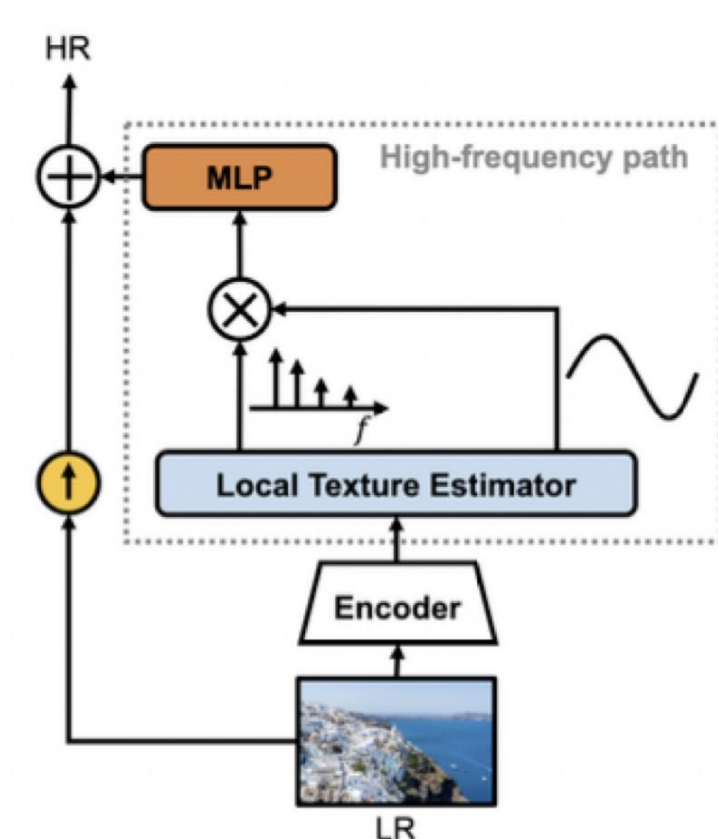 HR
MLP
High-frequency path
f
Local Texture Estimator
Encoder
LR